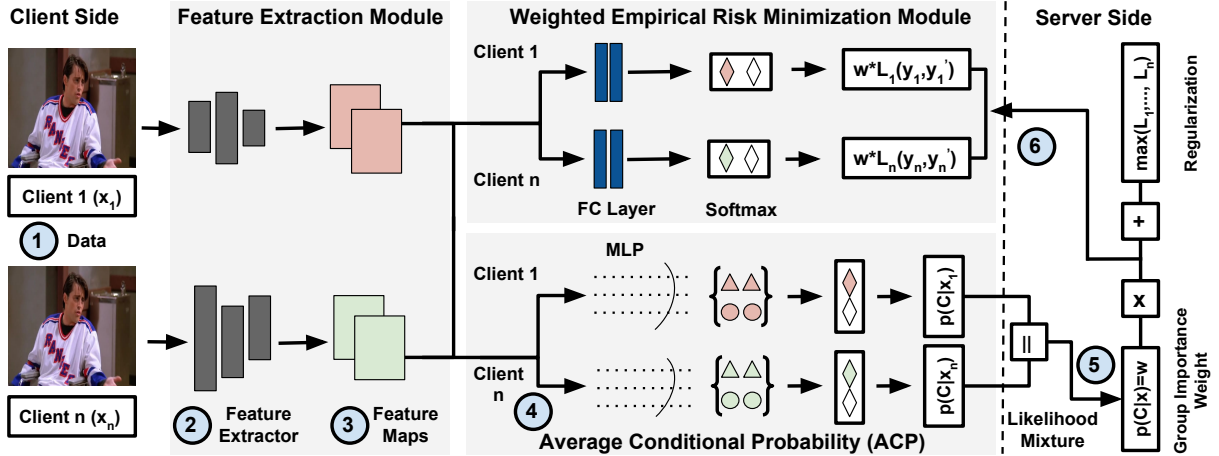 Client Side
Feature Extraction Module
Weighted Empirical Risk Minimization Module
Server Side
RANGE
Client 1 (x1)
1 Data
RANGE
Client n (xn)
2 Feature
Extractor
3 Feature
Maps
Client 1
Client n
FC Layer
Softmax
w*L1(y1,y1')
w*Ln(yn,yn')
MLP
Client 1
Client
n
4
p(C|x1)
p(C|xn)
Average Conditional Probability (ACP)
||
Likelihood
Mixture
5
6
max(L1,..., Ln)
Regularization
+
x
p(C|x)=w
Group Importance
Weight